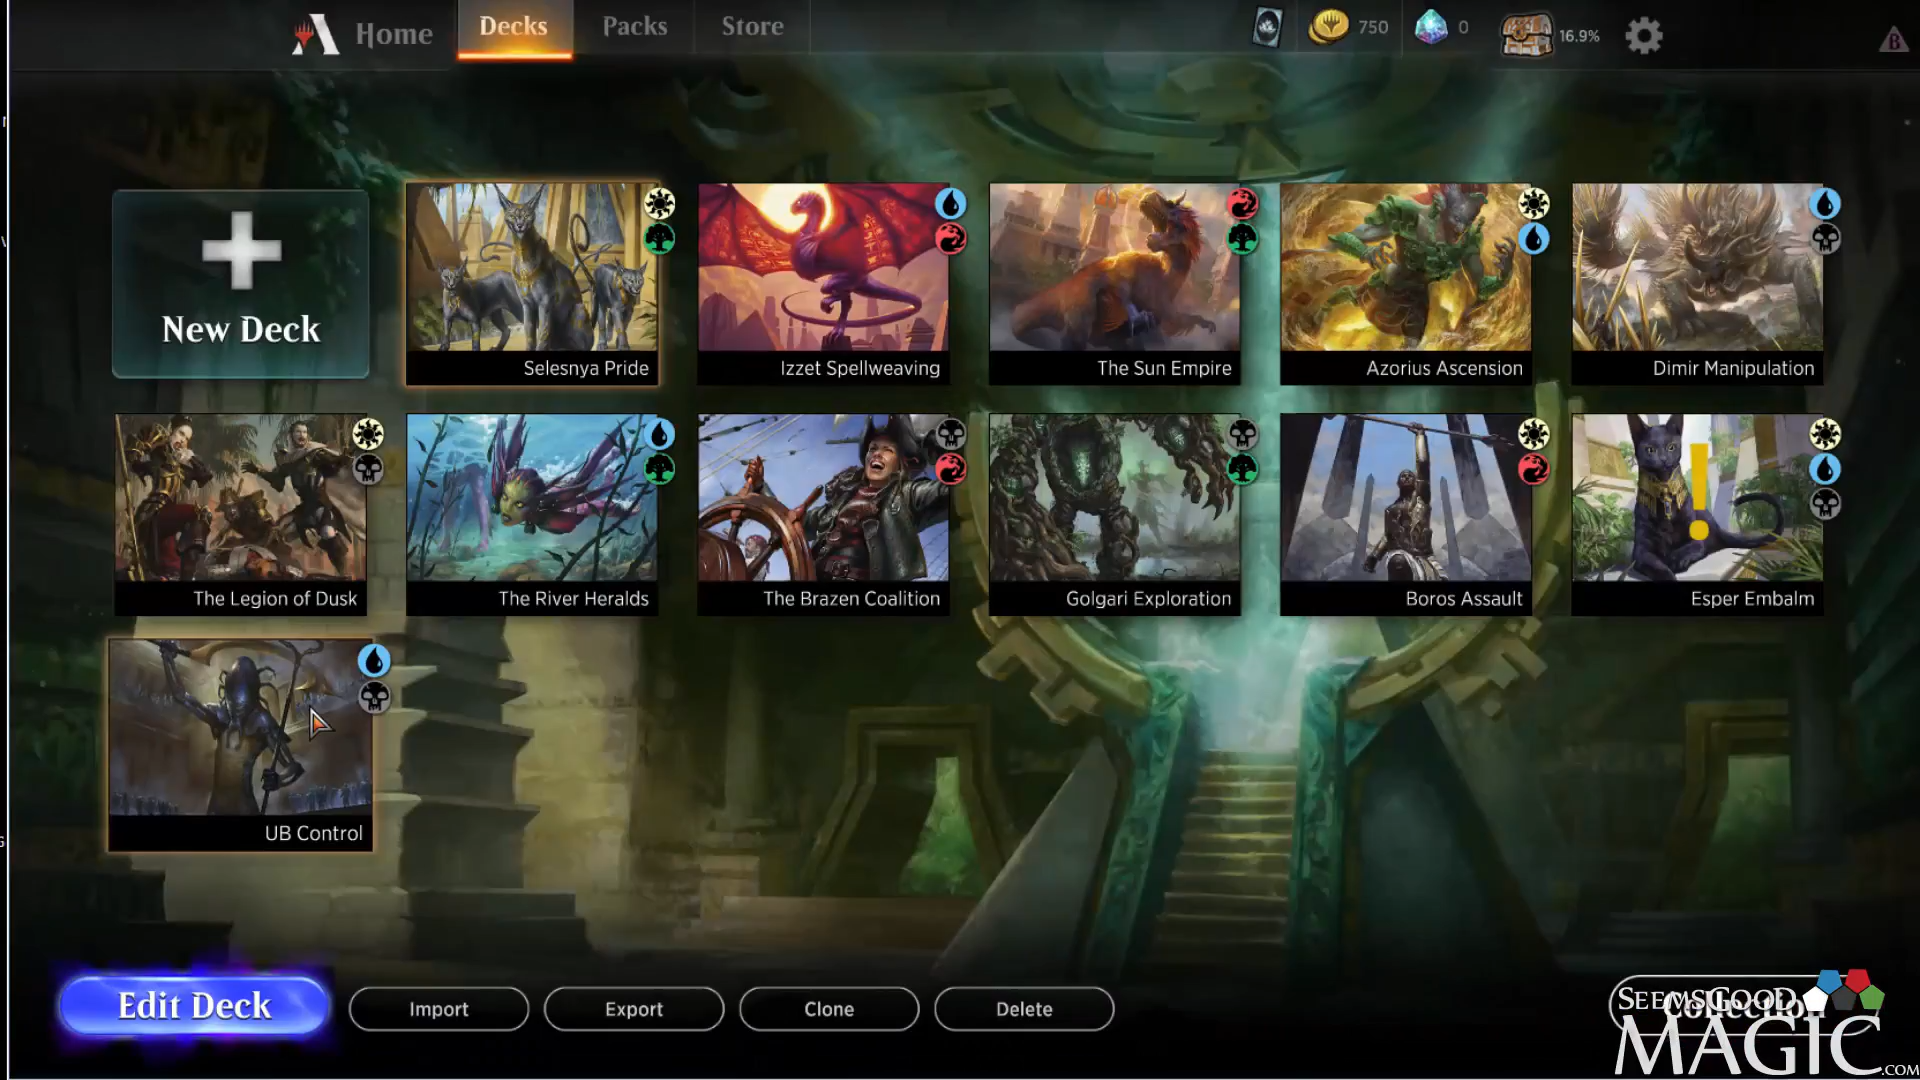 Home
Decks
Packs
Store
750
0
16.9%
B
New Deck
Selesnya Pride
Izzet Spellweaving
The Sun Empire
Azorius Ascension
Dimir Manipulation
The Legion of Dusk
The River Heralds
The Brazen Coalition
Golgari Exploration
Boros Assault
Esper Embalm
UB Control
Edit Deck
Import
Export
Clone
Delete
Collection
SEEMSGOOD
MAGIC.COM